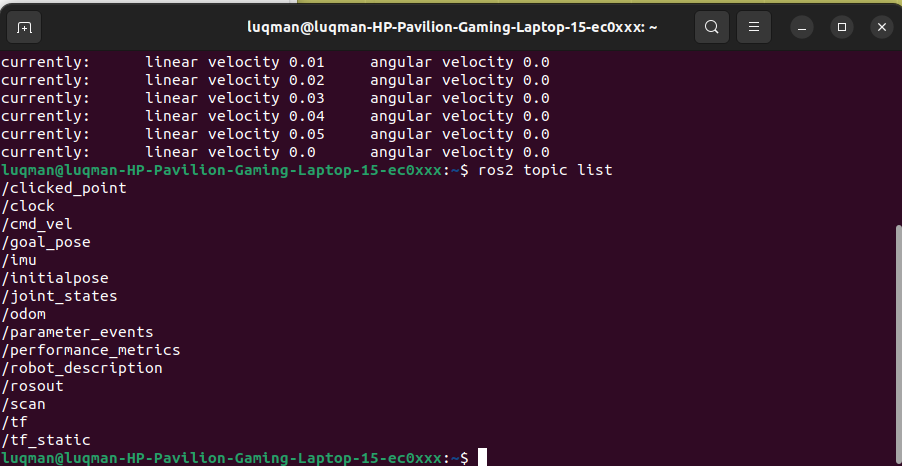 luqman@luqman-HP-Pavilion-Gaming-Laptop-15-ec0xxx: ~
currently:      linear velocity 0.01     angular velocity 0.0
currently:      linear velocity 0.02     angular velocity 0.0
currently:      linear velocity 0.03     angular velocity 0.0
currently:      linear velocity 0.04     angular velocity 0.0
currently:      linear velocity 0.05     angular velocity 0.0
currently:      linear velocity 0.0      angular velocity 0.0
luqman@luqman-HP-Pavilion-Gaming-Laptop-15-ec0xxx:~$ ros2 topic list
/clicked_point
/clock
/cmd_vel
/goal_pose
/imu
/initialpose
/joint_states
/odom
/parameter_events
/performance_metrics
/robot_description
/rosout
/scan
/tf
/tf_static
luqman@luqman-HP-Pavilion-Gaming-Laptop-15-ec0xxx:~$